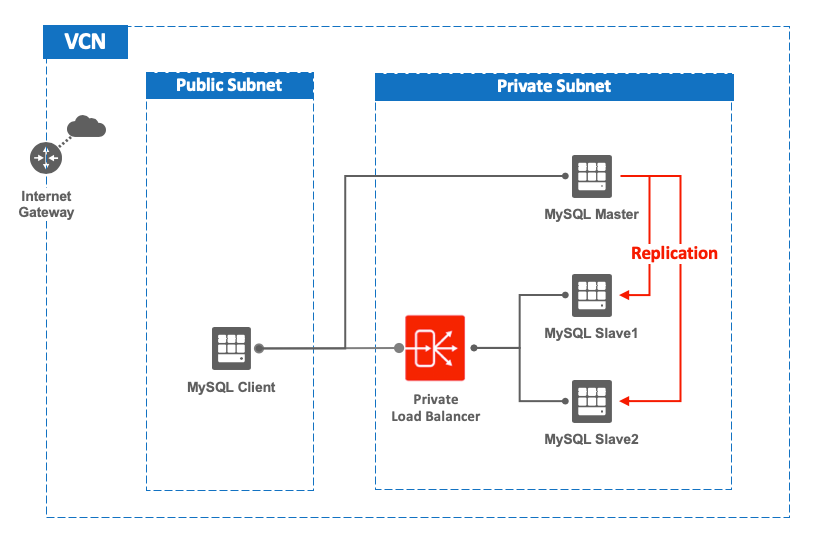 VCN
Public Subnet
Private Subnet
Internet
Gateway
MySQL Master
Replication
MySQL Slave1
MySQL Client
Private
Load Balancer
MySQL Slave2